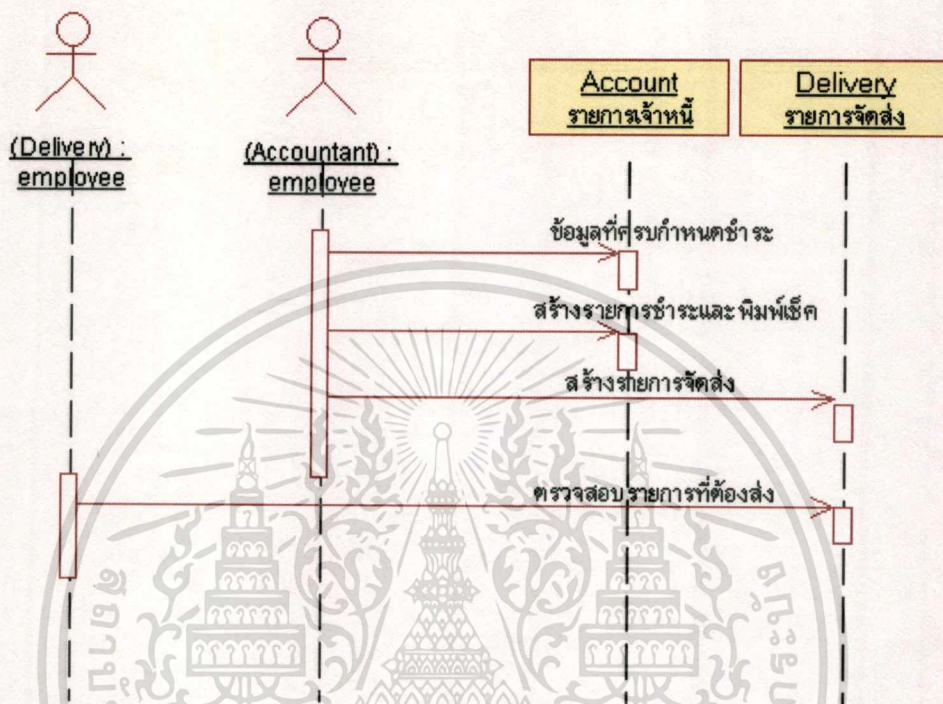 (Delivery) :
employee
(Accountant) :
employee
Account
รายการเจ้าหนี้
Delivery
รายการจัดส่ง
ข้อมูลที่ครบกำหนดชำระ
สร้างรายการชำระและพิมพ์เช็ค
สร้างรายการจัดส่ง
ตรวจสอบรายการที่ต้องส่ง